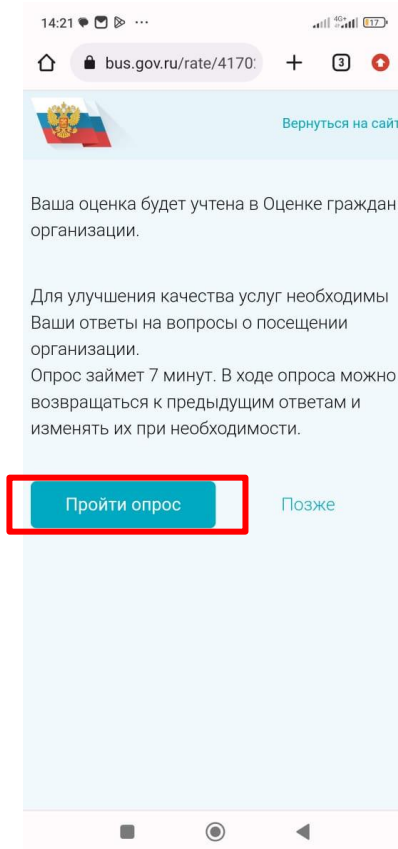 14:21
4G+
17
bus.gov.ru/rate/4170
3
Вернуться на сайт
Ваша оценка будет учтена в Оценке граждан
организации.
Для улучшения качества услуг необходимы
Ваши ответы на вопросы о посещении
организации.
Опрос займет 7 минут. В ходе опроса можно
возвращаться к предыдущим ответам и
изменять их при необходимости.
Пройти опрос
Позже